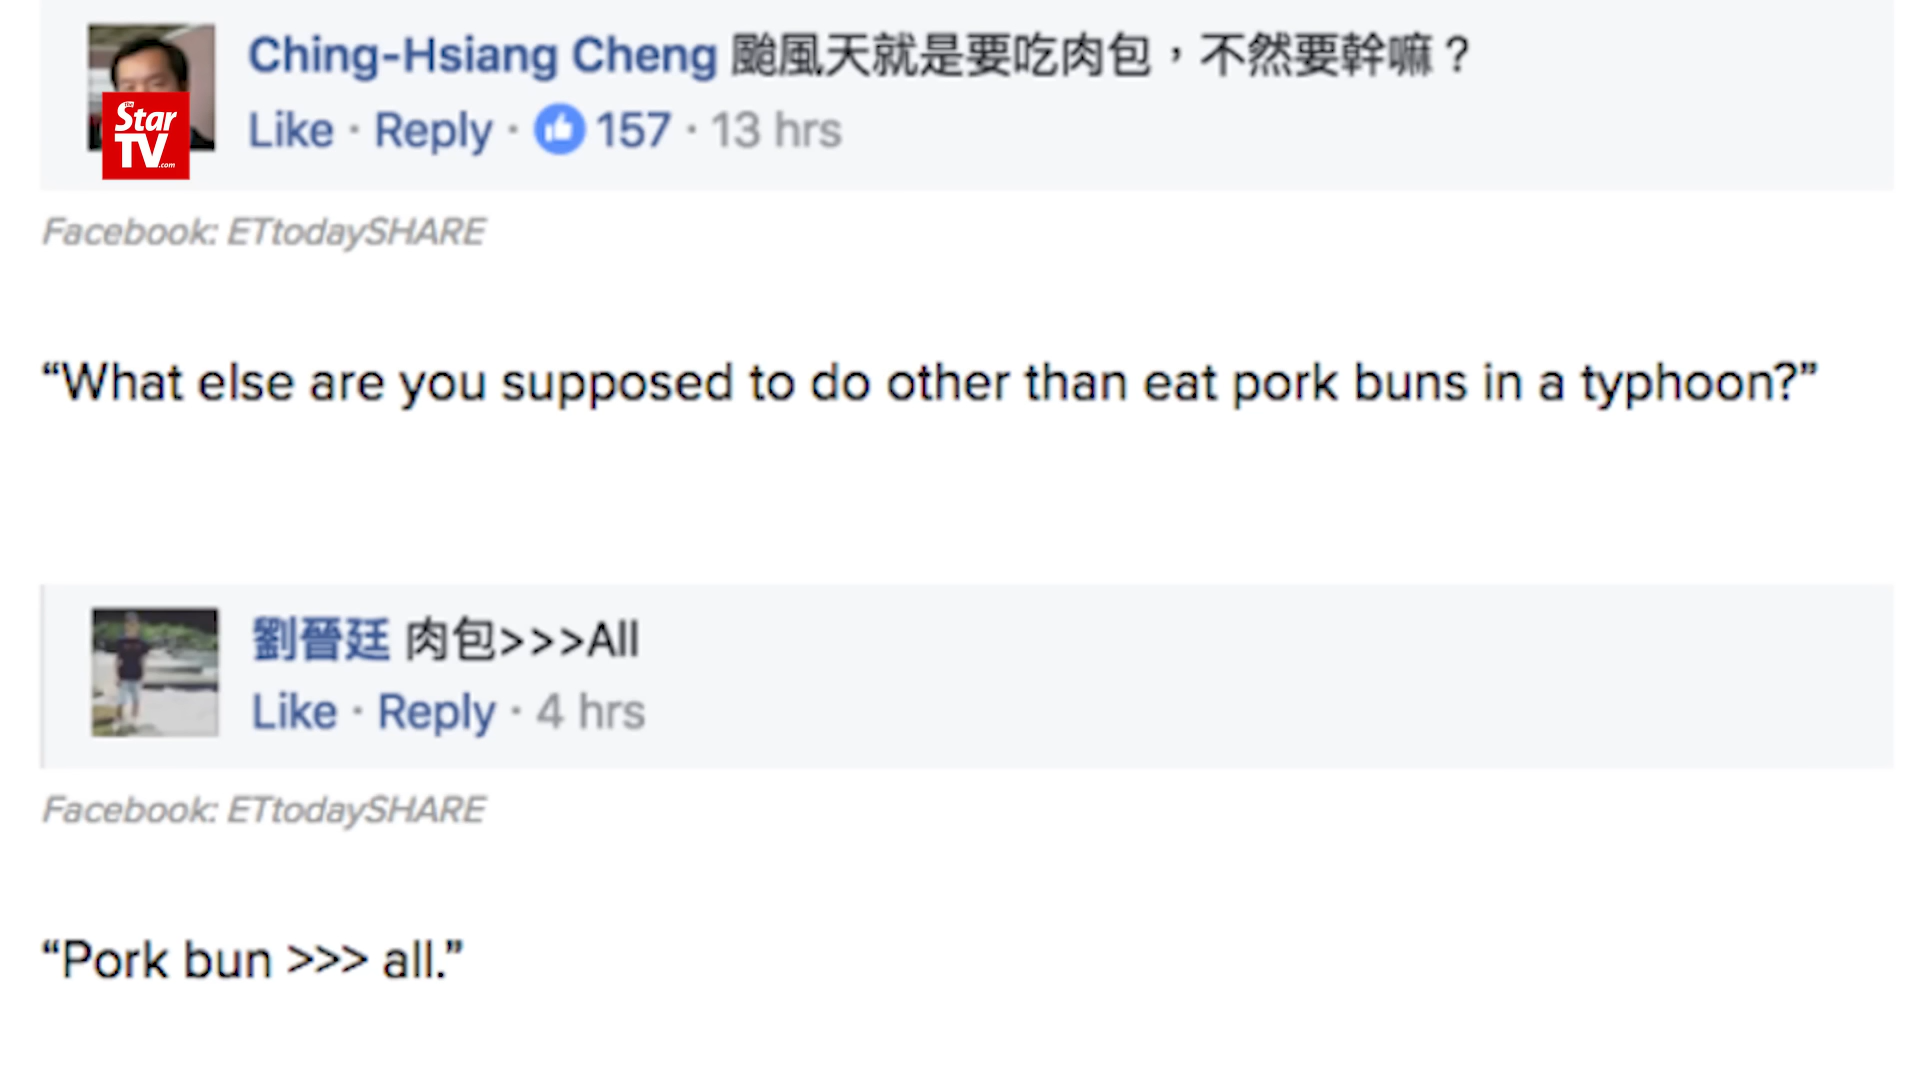 Ching-Hsiang Cheng 颱風天就是要吃肉包，不然要幹嘛？
Like · Reply · 157 · 13 hrs
The Star TV .com
Facebook: ETtodaySHARE
“What else are you supposed to do other than eat pork buns in a typhoon?”
劉晉廷 肉包>>>All
Like · Reply · 4 hrs
Facebook: ETtodaySHARE
“Pork bun >>> all.”